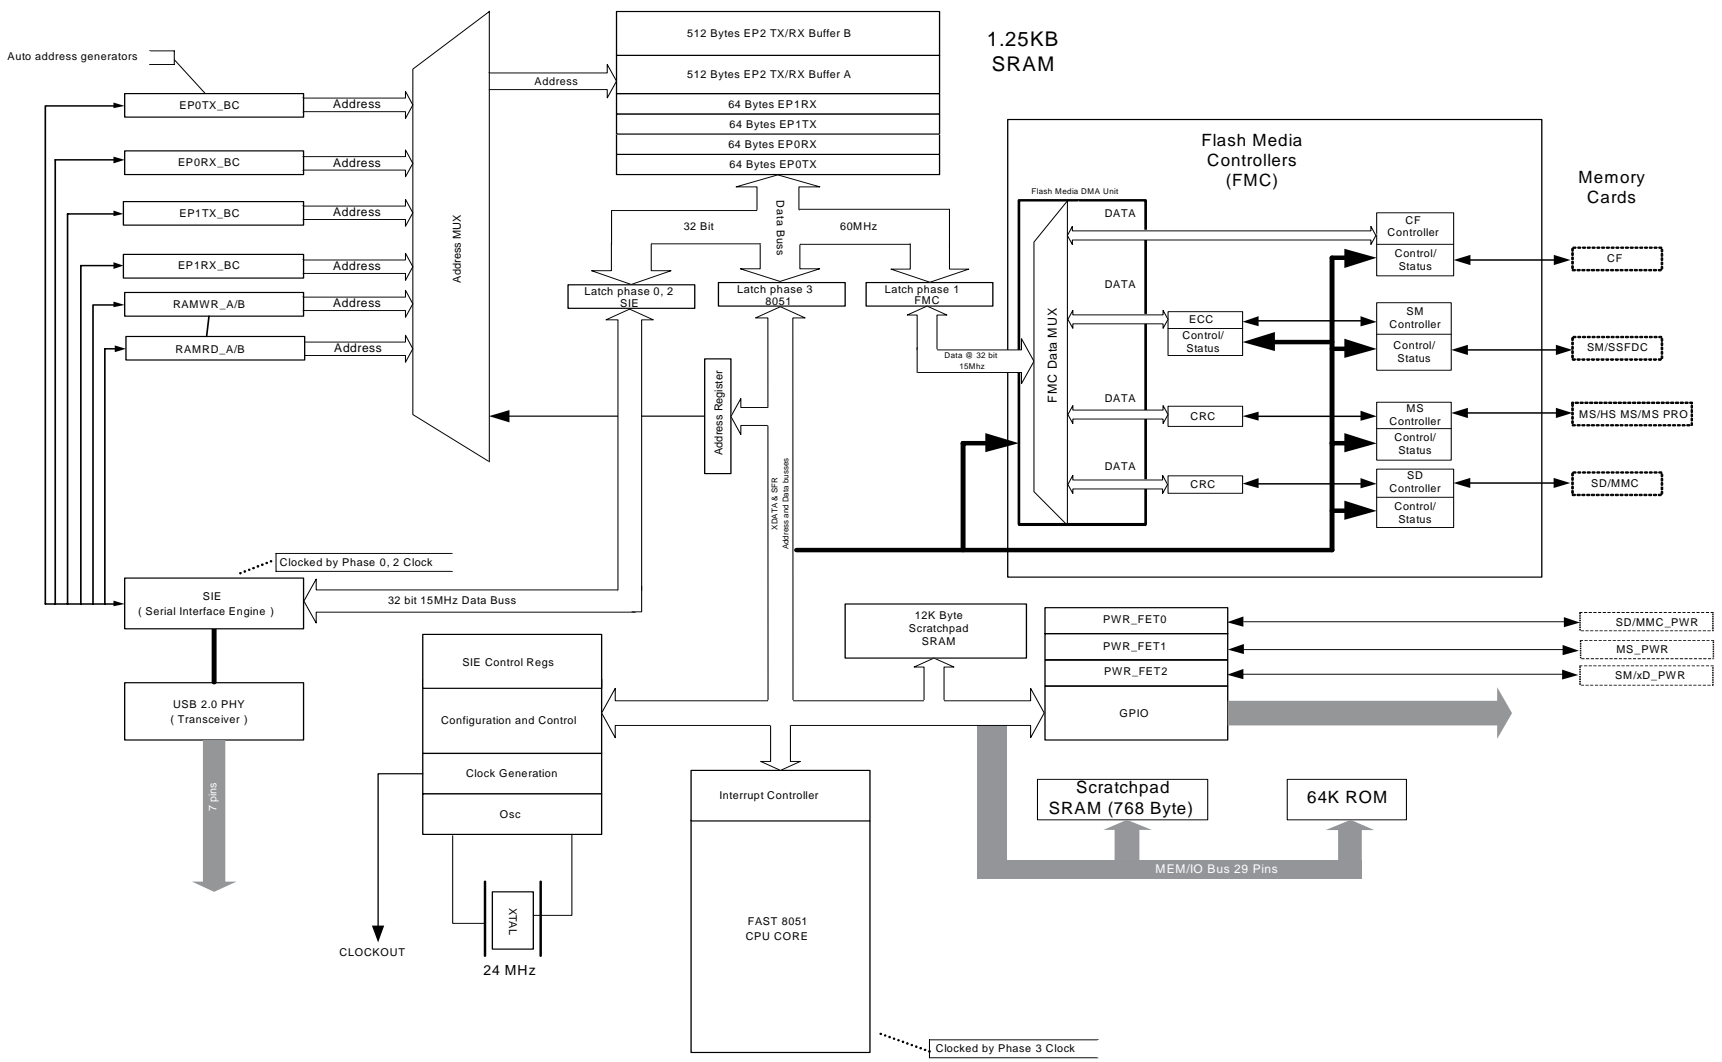 1.25KB
SRAM
512 Bytes EP2 TX/RX Buffer B
512 Bytes EP2 TX/RX Buffer A
64 Bytes EP1RX
64 Bytes EP1TX
64 Bytes EP0RX
64 Bytes EP0TX
Auto address generators
EP0TX_BC
Address
EP0RX_BC
Address
EP1TX_BC
Address
EP1RX_BC
Address
RAMWR_A/B
Address
RAMRD_A/B
Address
Address MUX
Address
32 Bit
Data Buss
60MHz
Latch phase 0, 2
SIE
Latch phase 3
8051
Latch phase 1
FMC
Data @ 32 bit
15Mhz
Address Register
XDATA & SFR
Address and Data busses
Flash Media
Controllers
(FMC)
Flash Media DMA Unit
FMC Data MUX
DATA
DATA
DATA
DATA
CF
Controller
Control/
Status
ECC
Control/
Status
SM
Controller
Control/
Status
CRC
MS
Controller
Control/
Status
CRC
SD
Controller
Control/
Status
Memory
Cards
CF
SM/SSFDC
MS/HS MS/MS PRO
SD/MMC
Clocked by Phase 0, 2 Clock
SIE
( Serial Interface Engine )
32 bit 15MHz Data Buss
USB 2.0 PHY
( Transceiver )
7 pins
SIE Control Regs
Configuration and Control
Clock Generation
Osc
CLOCKOUT
XTAL
24 MHz
12K Byte
Scratchpad
SRAM
PWR_FET0
PWR_FET1
PWR_FET2
GPIO
SD/MMC_PWR
MS_PWR
SM/xD_PWR
Interrupt Controller
FAST 8051
CPU CORE
Scratchpad
SRAM (768 Byte)
64K ROM
MEM/IO Bus 29 Pins
Clocked by Phase 3 Clock